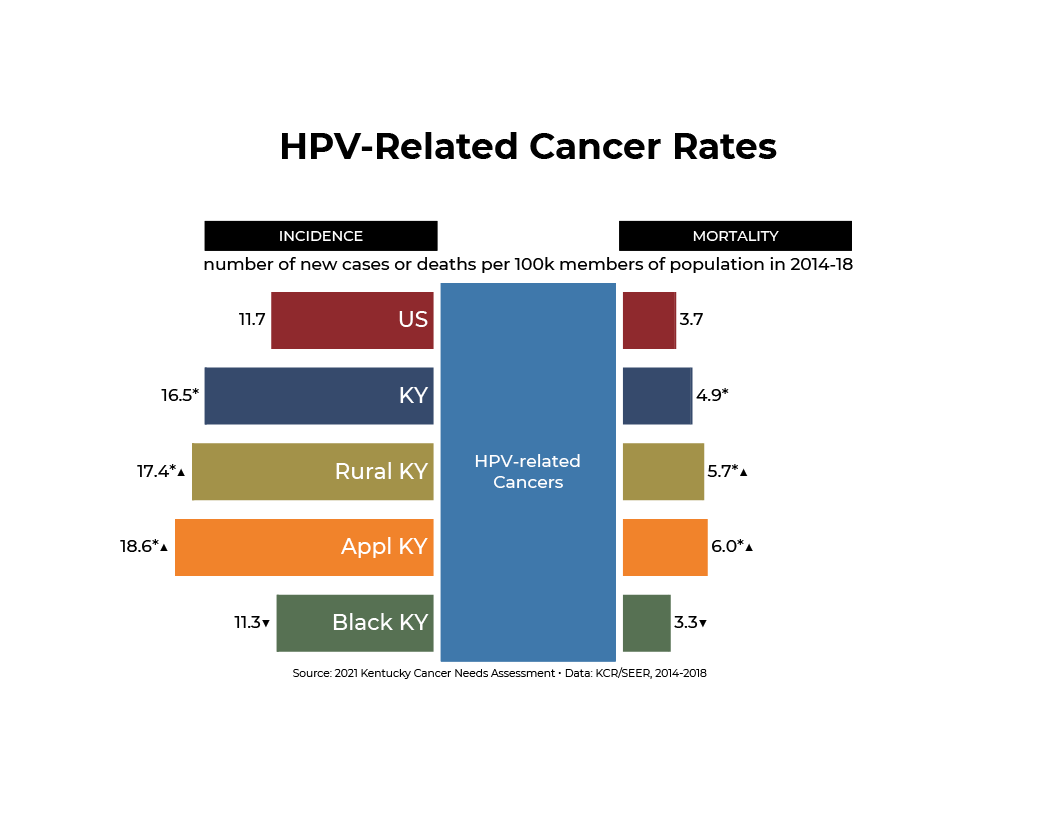 HPV-Related Cancer Rates
INCIDENCE
MORTALITY
number of new cases or deaths per 100k members of population in 2014-18
11.7 US 3.7
16.5* KY 4.9*
17.4*▲ Rural KY 5.7*▲
HPV-related
Cancers
18.6*▲ Appl KY 6.0*▲
11.3▼ Black KY 3.3▼
Source: 2021 Kentucky Cancer Needs Assessment • Data: KCR/SEER, 2014-2018